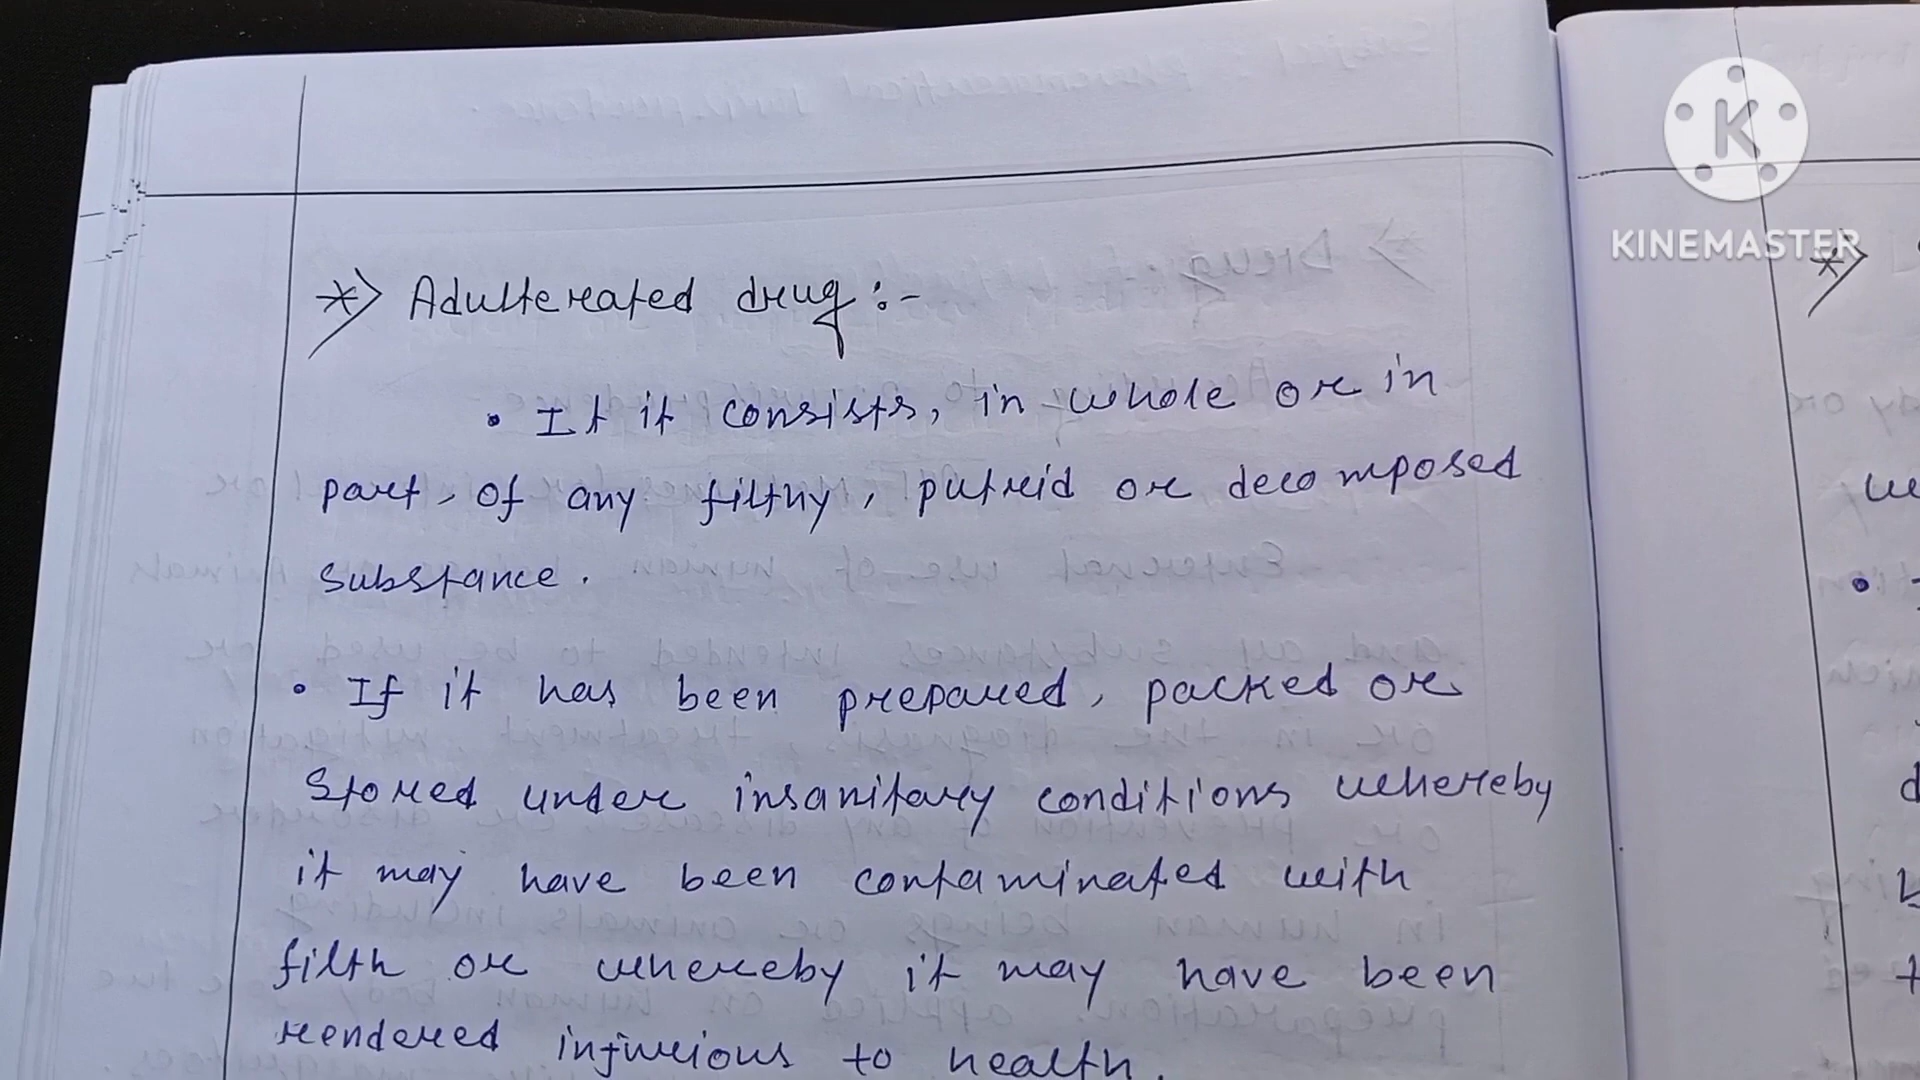 *> Adulterated drug :-
• If it consists, in whole or in
part, of any filthy, putrid or decomposed
substance.
• If it has been prepared, packed or
stored under insanitary conditions whereby
it may have been contaminated with
filth or whereby it may have been
rendered injurious to health.
K
KINEMASTER